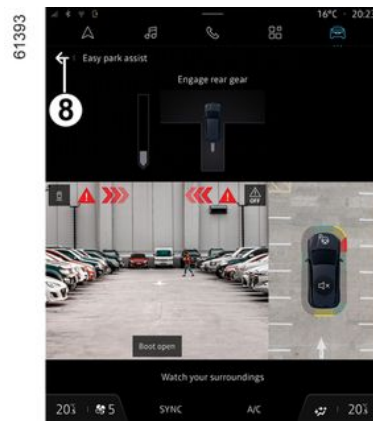 61393
16°C 20:23
Easy park assist
8
Engage rear gear
OFF
Boot open
Watch your surroundings
20 5 SYNC A/C 20